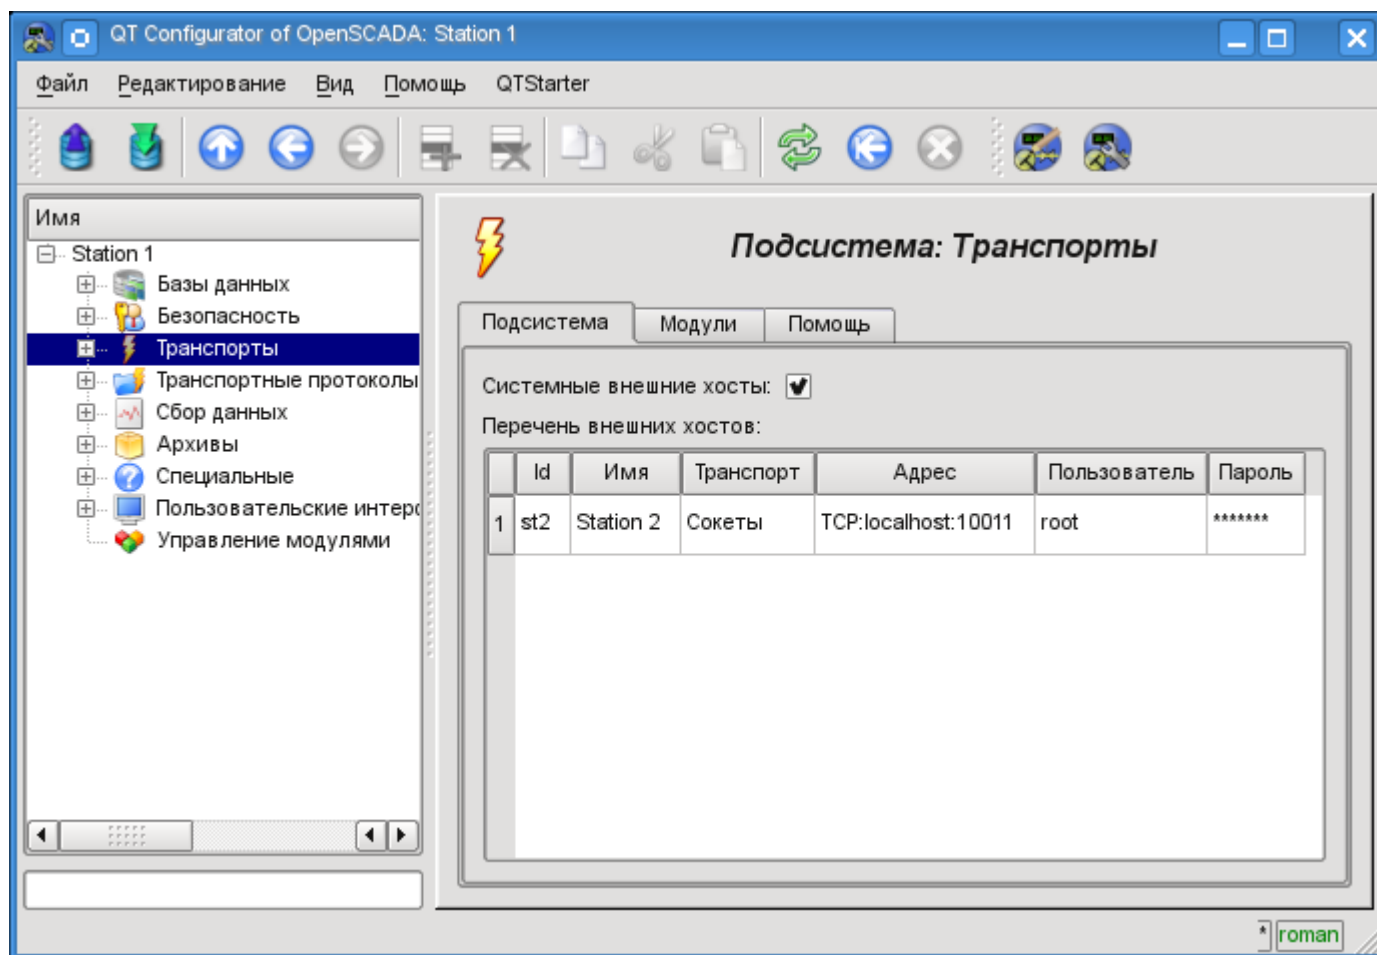 QT Configurator of OpenSCADA: Station 1
Файл Редактирование Вид Помощь QTStarter
Имя
Station 1
Базы данных
Безопасность
Транспорты
Транспортные протоколы
Сбор данных
Архивы
Специальные
Пользовательские интер
Управление модулями
Подсистема: Транспорты
Подсистема Модули Помощь
Системные внешние хосты:
Перечень внешних хостов:
Id Имя Транспорт Адрес Пользователь Пароль
1 st2 Station 2 Сокеты TCP:localhost:10011 root *******
* roman